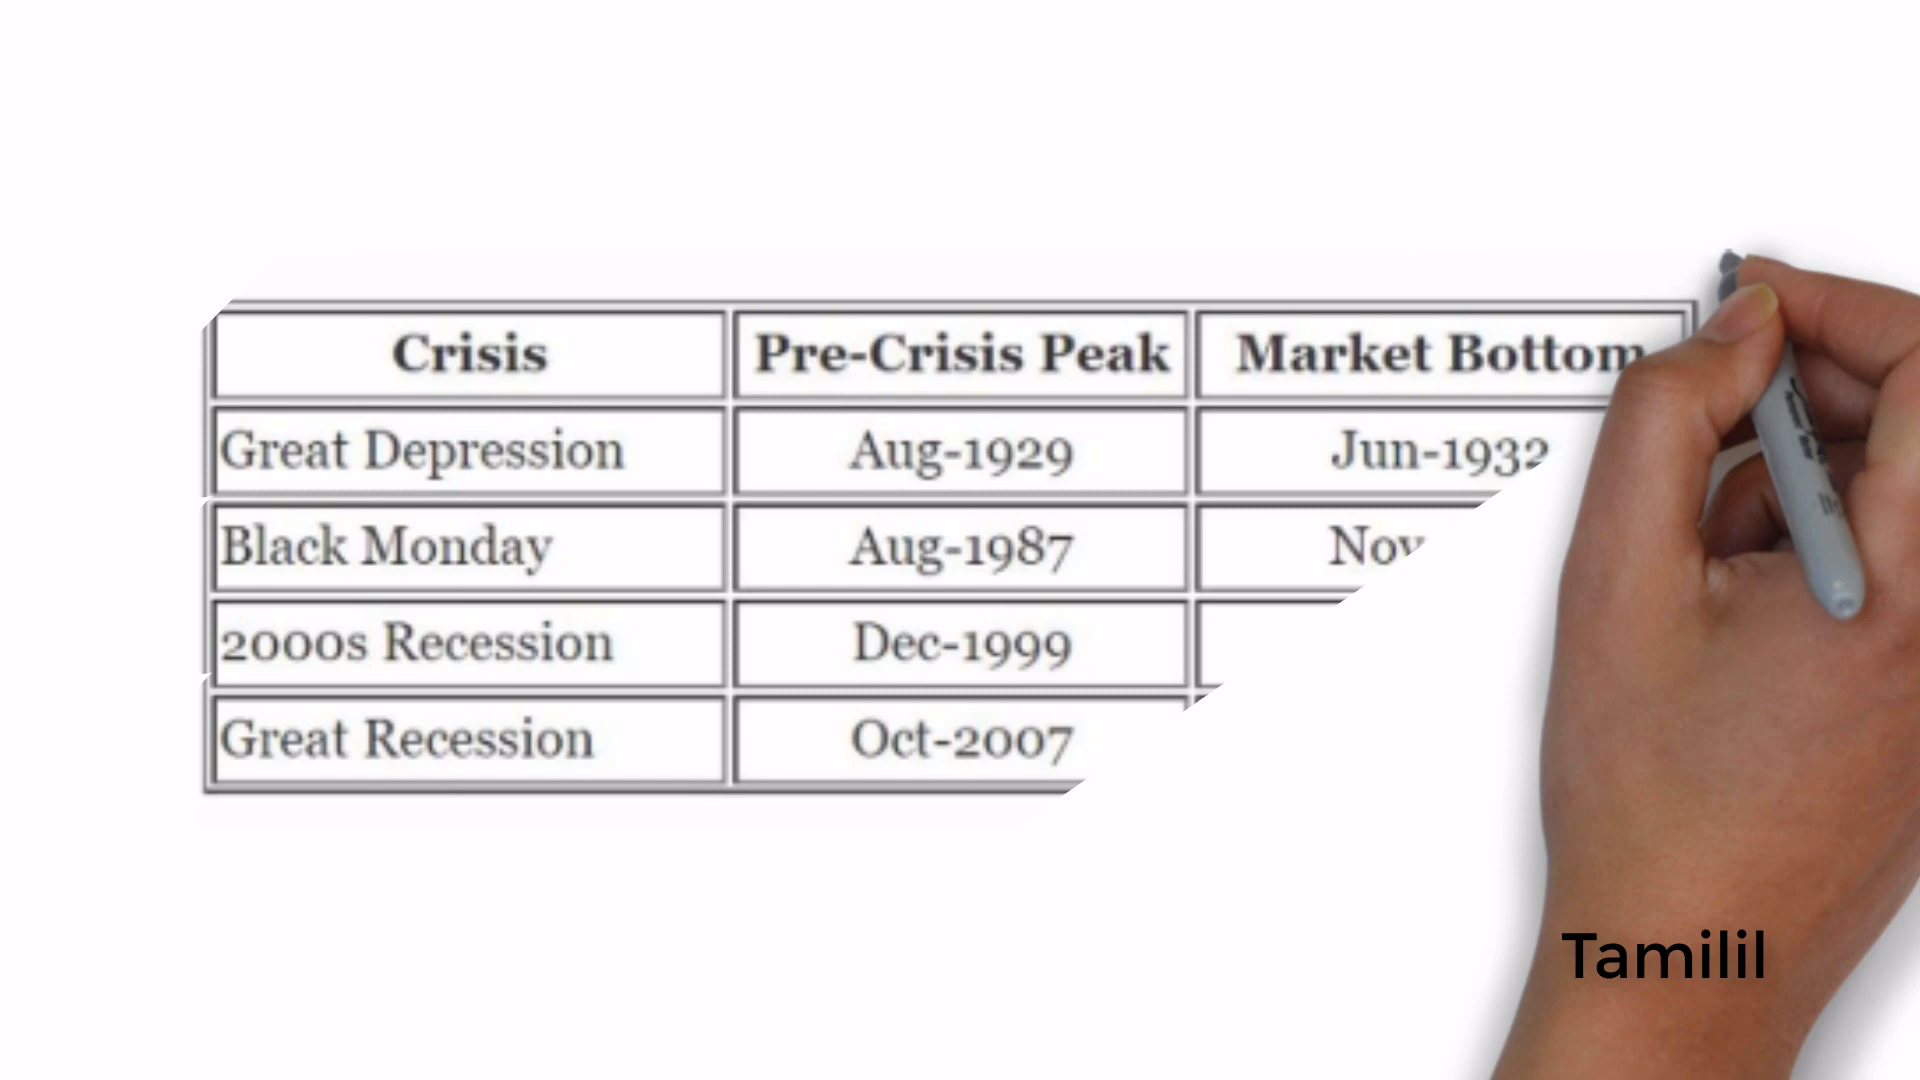 Crisis Pre-Crisis Peak Market Bottom
Great Depression Aug-1929 Jun-1932
Black Monday Aug-1987 Nov
2000s Recession Dec-1999
Great Recession Oct-2007
Tamilil